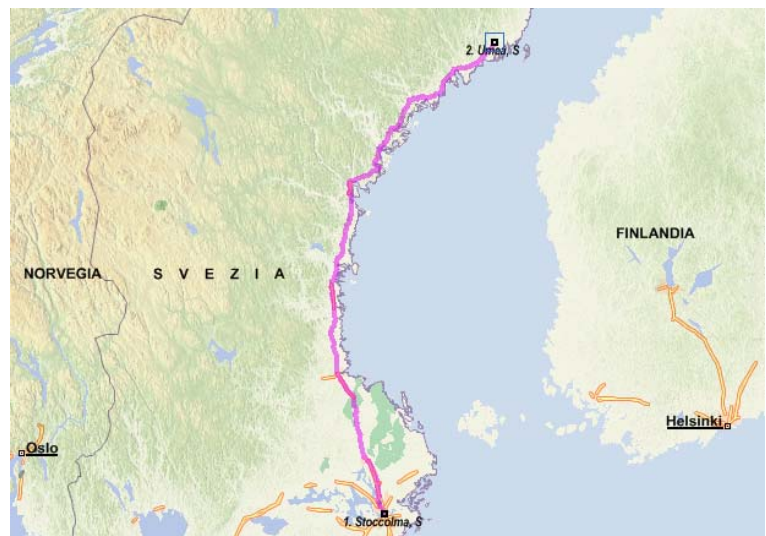 2. Umeå, S
FINLANDIA
NORVEGIA
S V E Z I A
Helsinki
Oslo
1. Stoccolma, S